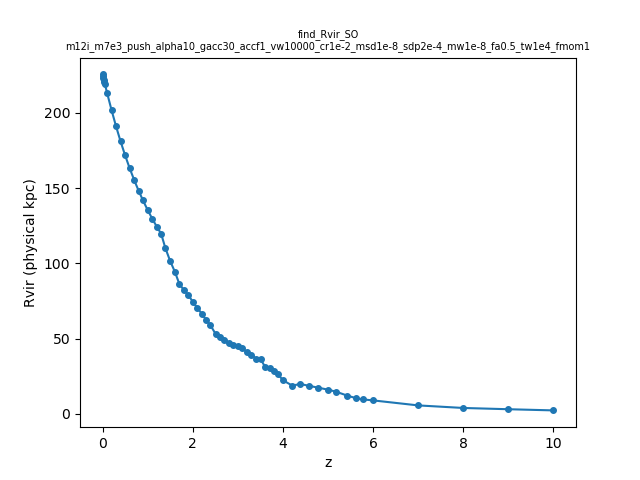 find_Rvir_SO
m12i_m7e3_push_alpha10_gacc30_accf1_vw10000_cr1e-2_msd1e-8_sdp2e-4_mw1e-8_fa0.5_tw1e4_fmom1
Rvir (physical kpc)
200
150
100
50
0
0 2 4 6 8 10
z